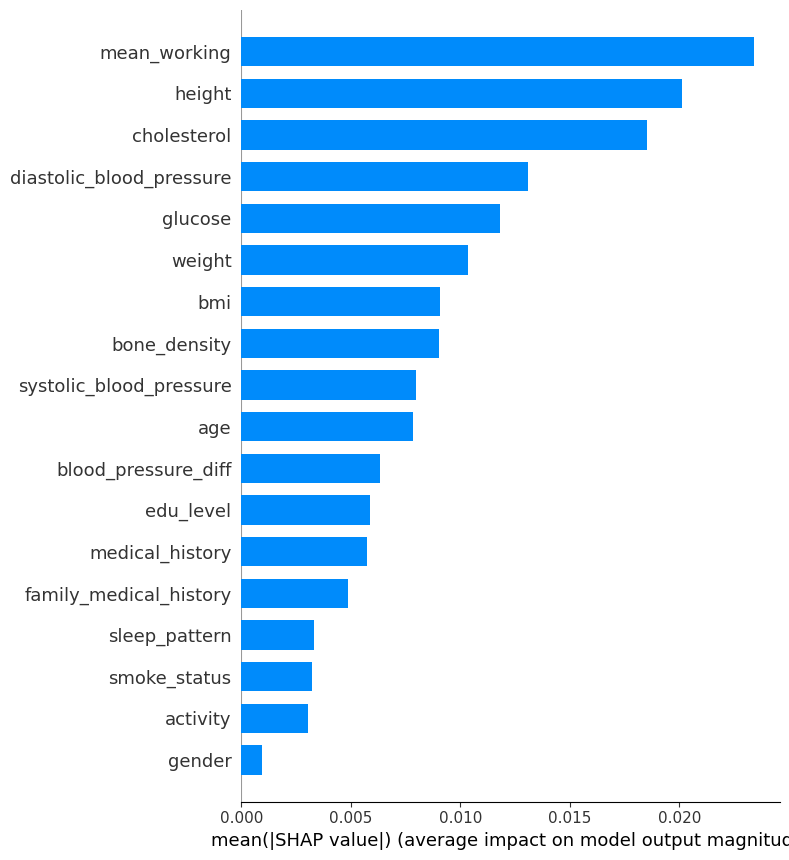 mean_working
height
cholesterol
diastolic_blood_pressure
glucose
weight
bmi
bone_density
systolic_blood_pressure
age
blood_pressure_diff
edu_level
medical_history
family_medical_history
sleep_pattern
smoke_status
activity
gender
0.000 0.005 0.010 0.015 0.020
mean(|SHAP value|) (average impact on model output magnitud